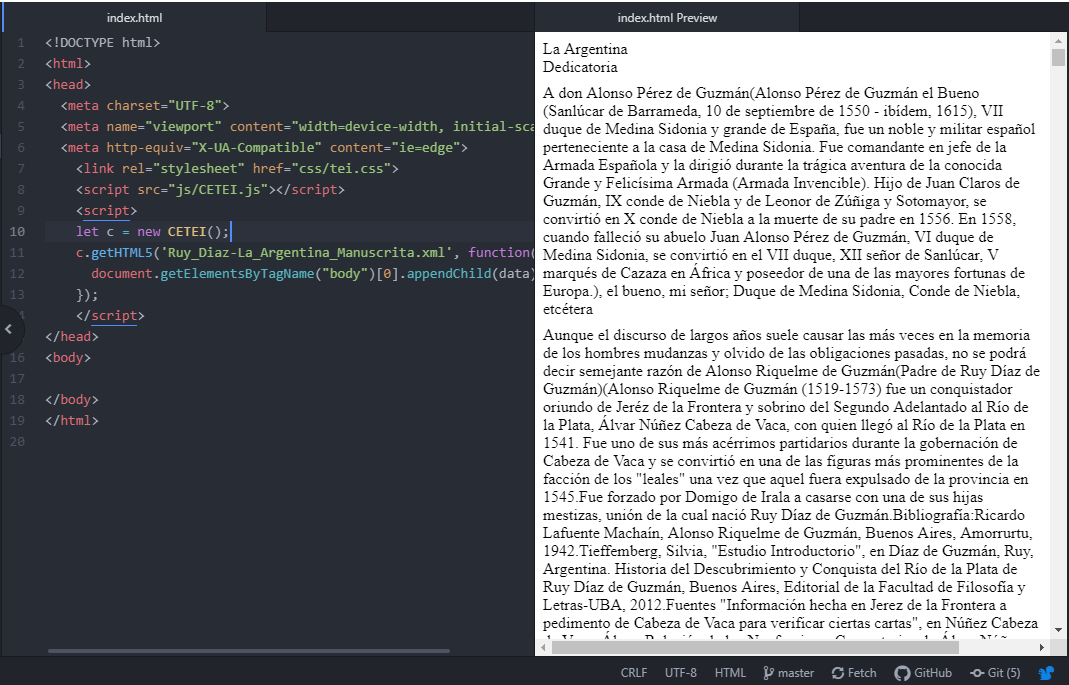 index.html
index.html Preview
1 <!DOCTYPE html>
2 <html>
3 <head>
4 <meta charset="UTF-8">
5 <meta name="viewport" content="width=device-width, initial-sca
6 <meta http-equiv="X-UA-Compatible" content="ie=edge">
7 <link rel="stylesheet" href="css/tei.css">
8 <script src="js/CETEI.js"></script>
9 <script>
10 let c = new CETEI();
11 c.getHTML5('Ruy_Diaz-La_Argentina_Manuscrita.xml', function(
12 document.getElementsByTagName("body")[0].appendChild(data)
13 });
14 </script>
</head>
16 <body>
17
18 </body>
19 </html>
20
La Argentina
Dedicatoria
A don Alonso Pérez de Guzmán(Alonso Pérez de Guzmán el Bueno
(Sanlúcar de Barrameda, 10 de septiembre de 1550 - ibídem, 1615), VII
duque de Medina Sidonia y grande de España, fue un noble y militar español
perteneciente a la casa de Medina Sidonia. Fue comandante en jefe de la
Armada Española y la dirigió durante la trágica aventura de la conocida
Grande y Felicísima Armada (Armada Invencible). Hijo de Juan Claros de
Guzmán, IX conde de Niebla y de Leonor de Zúñiga y Sotomayor, se
convirtió en X conde de Niebla a la muerte de su padre en 1556. En 1558,
cuando falleció su abuelo Juan Alonso Pérez de Guzmán, VI duque de
Medina Sidonia, se convirtió en el VII duque, XII señor de Sanlúcar, V
marqués de Cazaza en África y poseedor de una de las mayores fortunas de
Europa.), el bueno, mi señor; Duque de Medina Sidonia, Conde de Niebla,
etcétera
Aunque el discurso de largos años suele causar las más veces en la memoria
de los hombres mudanzas y olvido de las obligaciones pasadas, no se podrá
decir semejante razón de Alonso Riquelme de Guzmán(Padre de Ruy Díaz de
Guzmán)(Alonso Riquelme de Guzmán (1519-1573) fue un conquistador
oriundo de Jeréz de la Frontera y sobrino del Segundo Adelantado al Río de
la Plata, Álvar Núñez Cabeza de Vaca, con quien llegó al Río de la Plata en
1541. Fue uno de sus más acérrimos partidarios durante la gobernación de
Cabeza de Vaca y se convirtió en una de las figuras más prominentes de la
facción de los "leales" una vez que aquel fuera expulsado de la provincia en
1545.Fue forzado por Domigo de Irala a casarse con una de sus hijas
mestizas, unión de la cual nació Ruy Díaz de Guzmán.Bibliografía:Ricardo
Lafuente Machaín, Alonso Riquelme de Guzmán, Buenos Aires, Amorrurtu,
1942.Tieffemberg, Silvia, "Estudio Introductorio", en Díaz de Guzmán, Ruy,
Argentina. Historia del Descubrimiento y Conquista del Río de la Plata de
Ruy Díaz de Guzmán, Buenos Aires, Editorial de la Facultad de Filosofía y
Letras-UBA, 2012.Fuentes "Información hecha en Jerez de la Frontera a
pedimento de Cabeza de Vaca para verificar ciertas cartas", en Núñez Cabeza
CRLF UTF-8 HTML master Fetch GitHub Git (5)